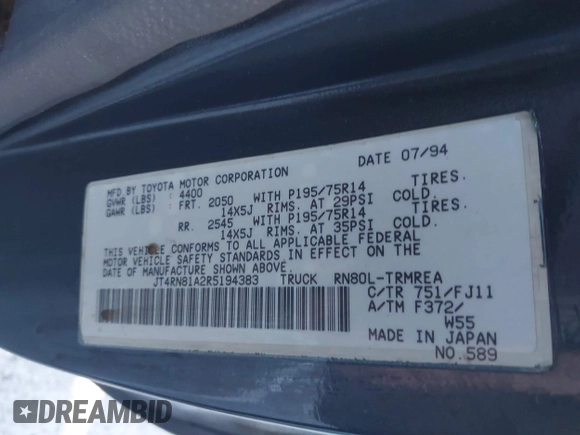 MFD BY TOYOTA MOTOR CORPORATION DATE 07/94
GVWR (LBS) : 4400
GAWR (LBS) : FRT. 2050 WITH P195/75R14 TIRES.
14X5J RIMS. AT 29PSI COLD.
RR. 2545 WITH P195/75R14 TIRES.
14X5J RIMS. AT 35PSI COLD.
THIS VEHICLE CONFORMS TO ALL APPLICABLE FEDERAL
MOTOR VEHICLE SAFETY STANDARDS IN EFFECT ON THE
DATE OF MANUFACTURE SHOWN ABOVE.
JT4RN81A2R5194383 TRUCK RN80L-TRMREA
C/TR 751/FJ11
A/TM F372/
W55
MADE IN JAPAN
NO.589
DREAMBID